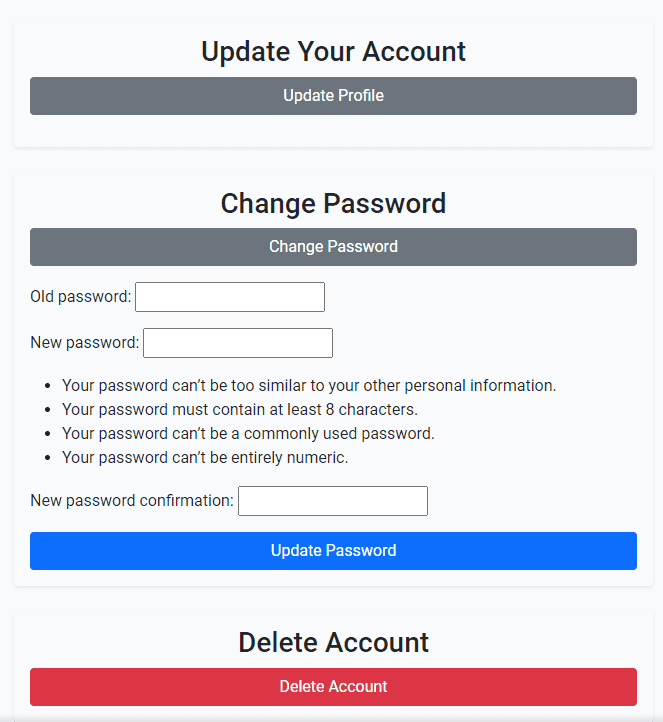 Update Your Account
Update Profile
Change Password
Change Password
Old password:
New password:
• Your password can’t be too similar to your other personal information.
• Your password must contain at least 8 characters.
• Your password can’t be a commonly used password.
• Your password can’t be entirely numeric.
New password confirmation:
Update Password
Delete Account
Delete Account